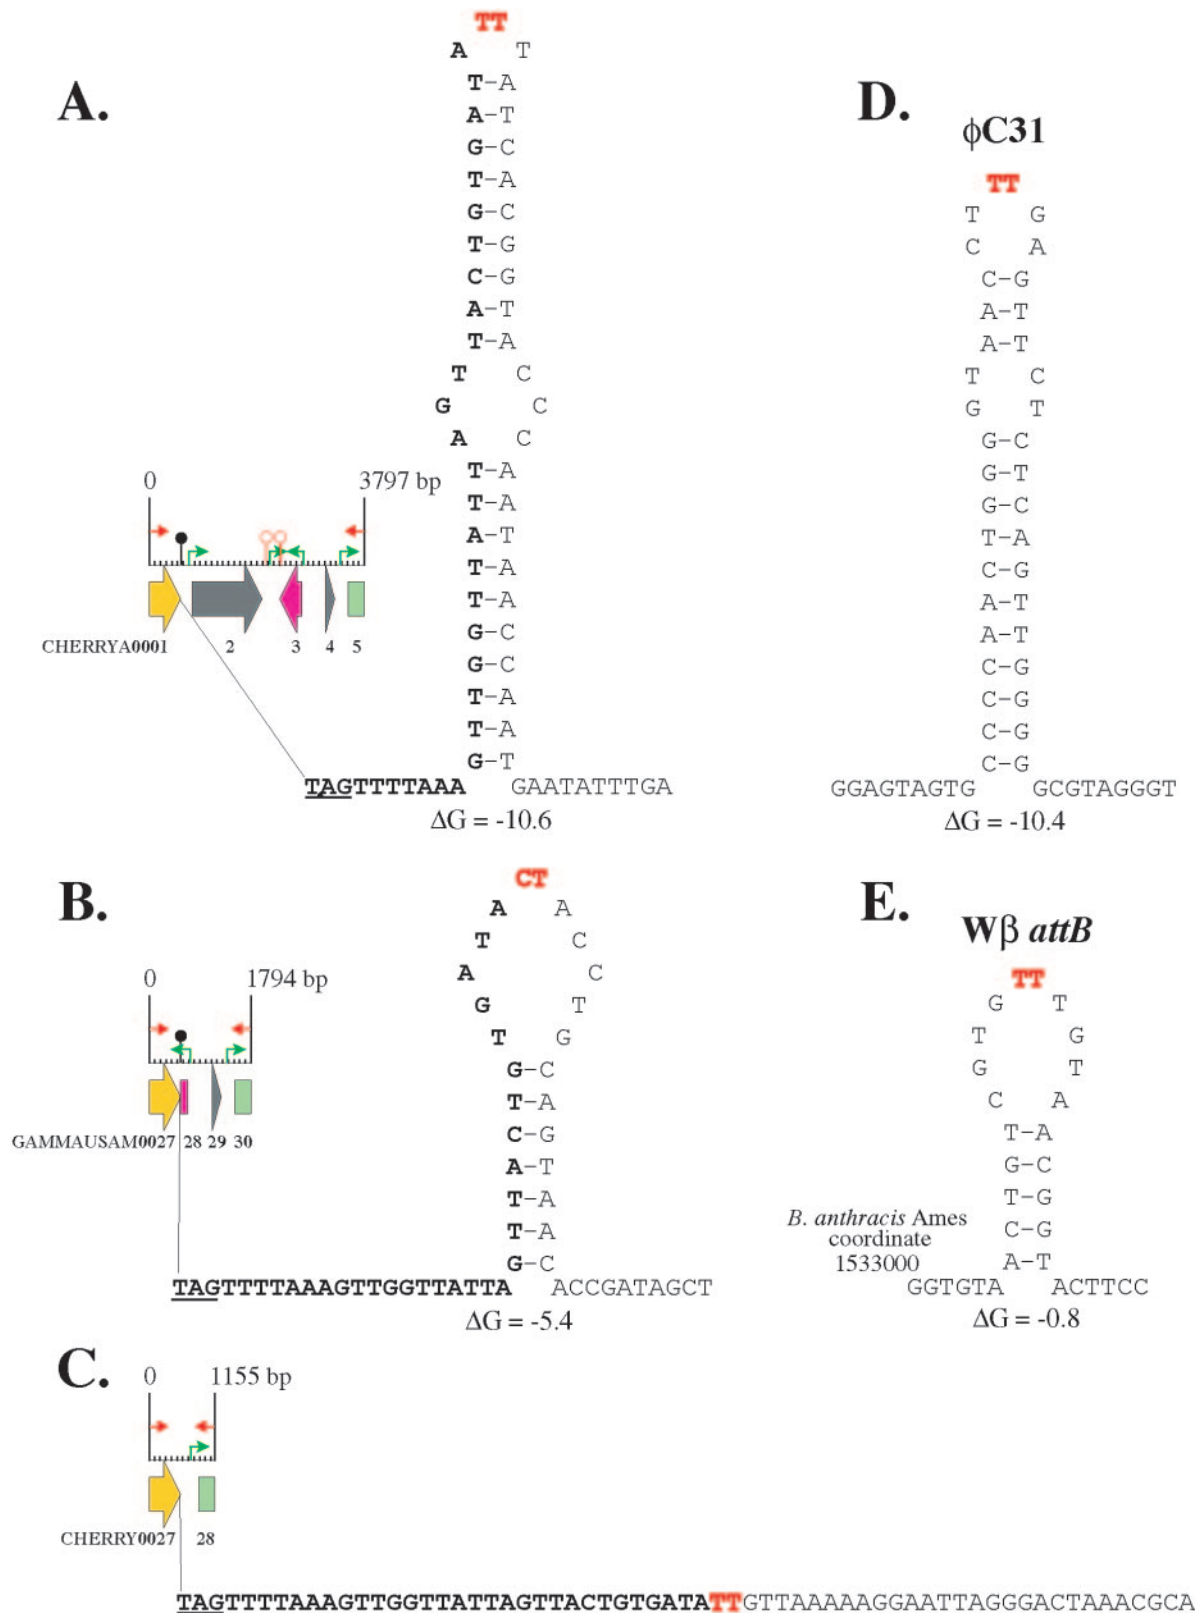 A.
TT
A T
T-A
A-T
G-C
T-A
G-C
T-G
C-G
A-T
T-A
T C
G C
A C
T-A
T-A
A-T
T-A
T-A
G-C
G-C
T-A
T-A
G-T
TAGTTTTAAA GAATATTTGA
ΔG = -10.6
0 3797 bp
CHERRYA0001 2 3 4 5
D.
ϕC31
TT
T G
C A
C-G
A-T
A-T
T C
G T
G-C
G-T
G-C
T-A
C-G
A-T
A-T
C-G
C-G
C-G
GGAGTAGTG GCGTAGGGT
ΔG = -10.4
B.
CT
A A
T C
A C
G T
T G
G-C
T-A
C-G
A-T
T-A
T-A
G-C
TAGTTTTAAAGTTGGTTATTA ACCGATAGCT
ΔG = -5.4
0 1794 bp
GAMMAUSAM0027 28 29 30
E.
Wβ attB
TT
G T
T G
G T
C A
T-A
G-C
T-G
C-G
A-T
GGTGTA ACTTCC
ΔG = -0.8
B. anthracis Ames
coordinate
1533000
C.
0 1155 bp
CHERRY0027 28
TAGTTTTAAAGTTGGTTATTAGTTACTGTGATATTGTTAAAAAGGAATTAGGGACTAAACGCA